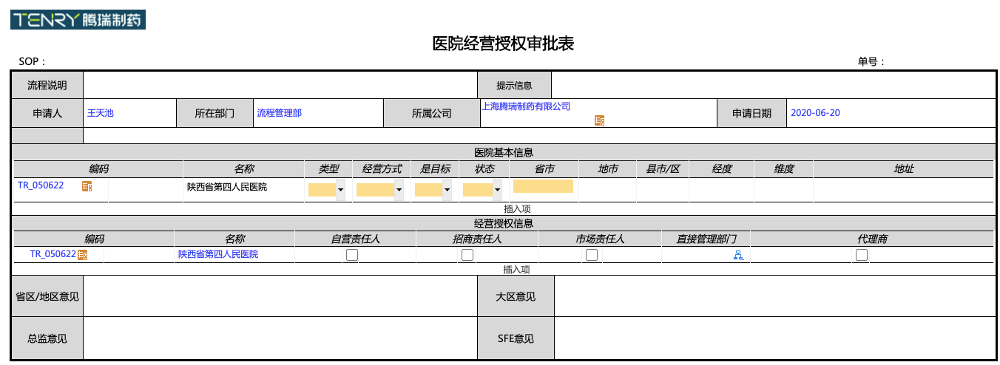 TENRY 腾瑞制药
医院经营授权审批表
SOP： 单号：
流程说明 提示信息
申请人 王天池 所在部门 流程管理部 所属公司 上海腾瑞制药有限公司 申请日期 2020-06-20
医院基本信息
编码 名称 类型 经营方式 是目标 状态 省市 地市 县市/区 经度 维度 地址
TR_050622 陕西省第四人民医院
插入项
经营授权信息
编码 名称 自营责任人 招商责任人 市场责任人 直接管理部门 代理商
TR_050622 陕西省第四人民医院
插入项
省区/地区意见 大区意见
总监意见 SFE意见